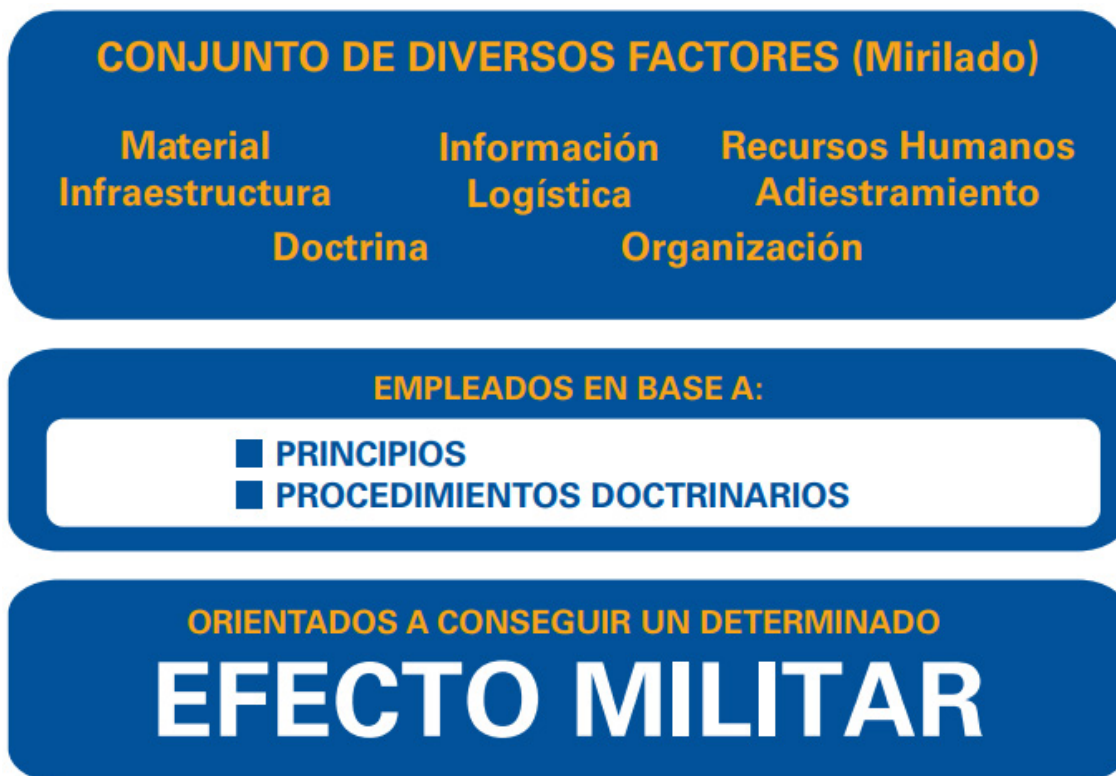 CONJUNTO DE DIVERSOS FACTORES (Mirilado)
Material Información Recursos Humanos
Infraestructura Logística Adiestramiento
Doctrina Organización
EMPLEADOS EN BASE A:
PRINCIPIOS
PROCEDIMIENTOS DOCTRINARIOS
ORIENTADOS A CONSEGUIR UN DETERMINADO
EFECTO MILITAR